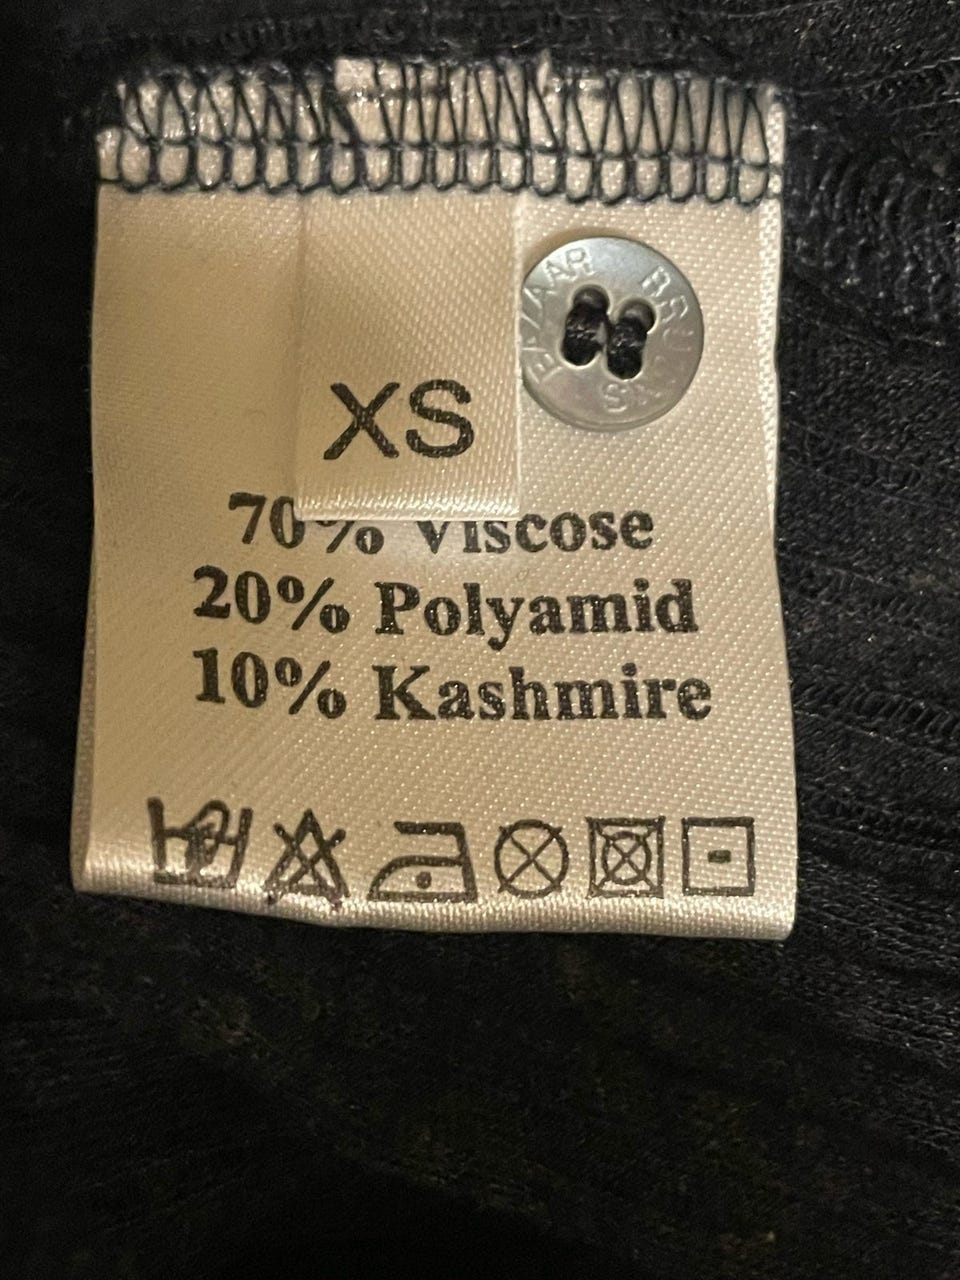 XS
70% Viscose
20% Polyamid
10% Kashmire